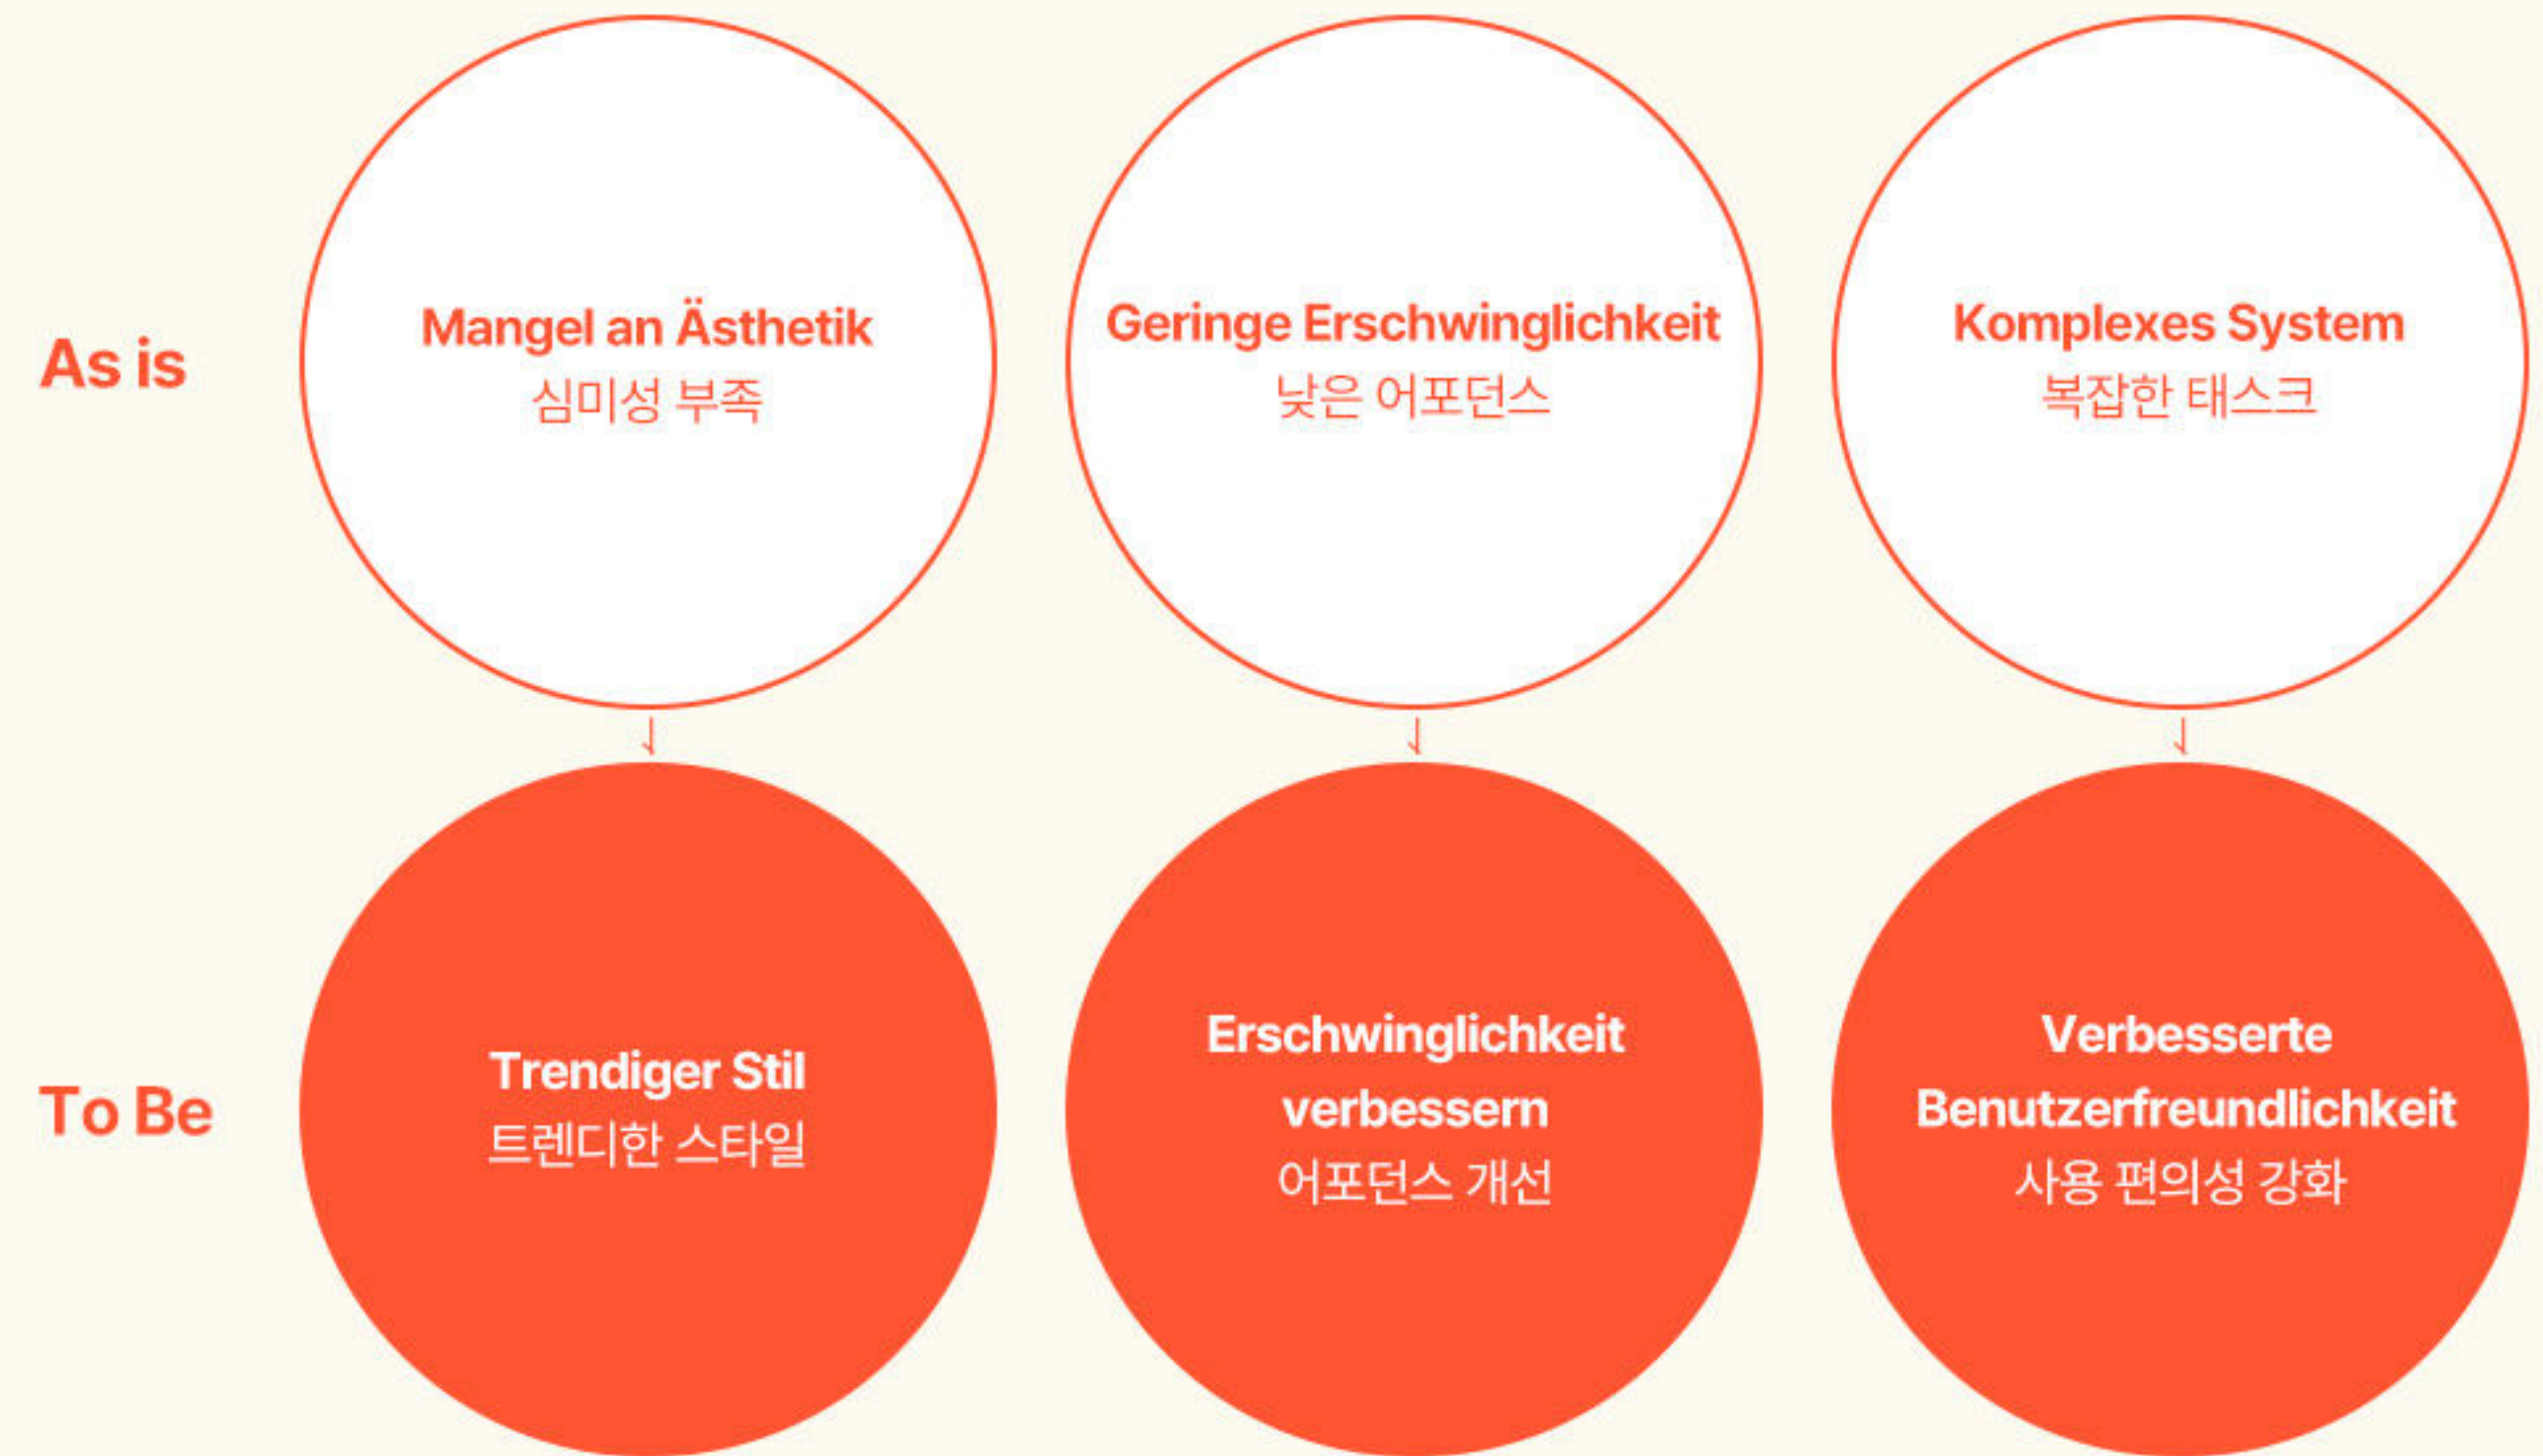 As is
Mangel an Ästhetik
심미성 부족
Geringe Erschwinglichkeit
낮은 어포던스
Komplexes System
복잡한 태스크
To Be
Trendiger Stil
트렌디한 스타일
Erschwinglichkeit
verbessern
어포던스 개선
Verbesserte
Benutzerfreundlichkeit
사용 편의성 강화